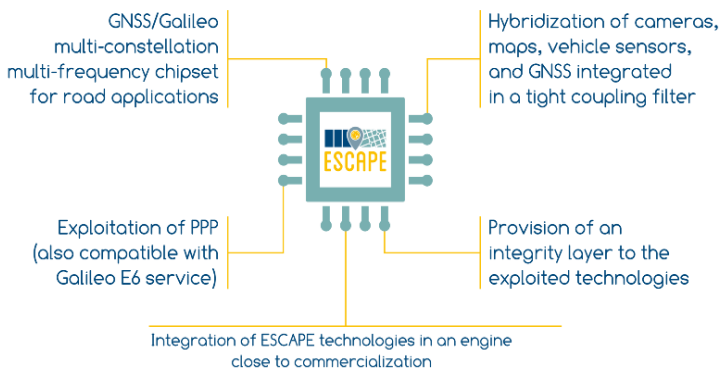 GNSS/Galileo
multi-constellation
multi-frequency chipset
for road applications
Hybridization of cameras,
maps, vehicle sensors,
and GNSS integrated
in a tight coupling filter
ESCAPE
Exploitation of PPP
(also compatible with
Galileo E6 service)
Provision of an
integrity layer to the
exploited technologies
Integration of ESCAPE technologies in an engine
close to commercialization